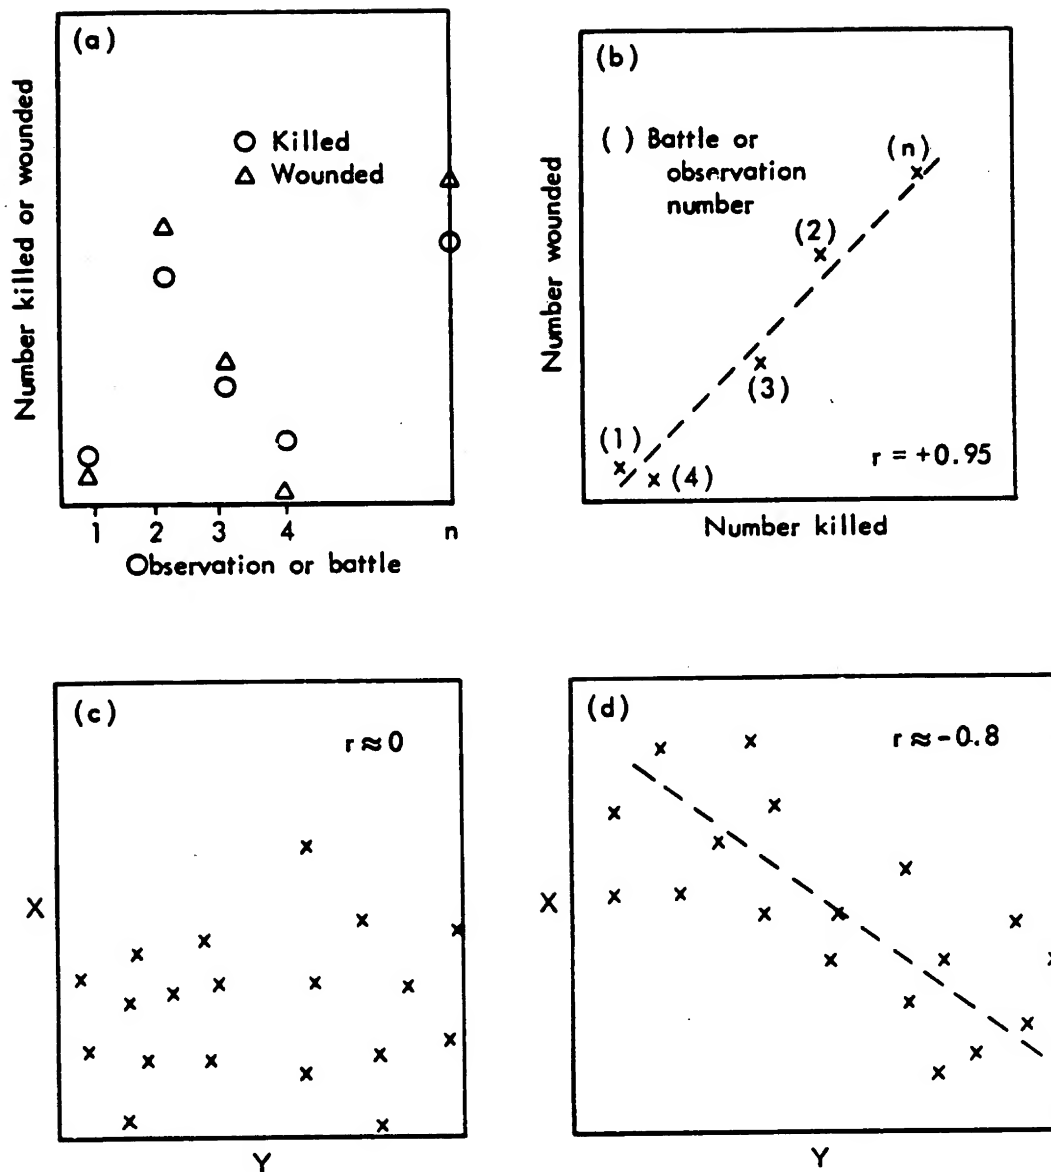 (a)
Number killed or wounded
Killed
Wounded
1 2 3 4 n
Observation or battle
(b)
Number wounded
( ) Battle or
observation
number
(n)
(2)
(3)
(1)
(4)
r = +0.95
Number killed
(c)
r ≈ 0
X
Y
(d)
r ≈ -0.8
X
Y